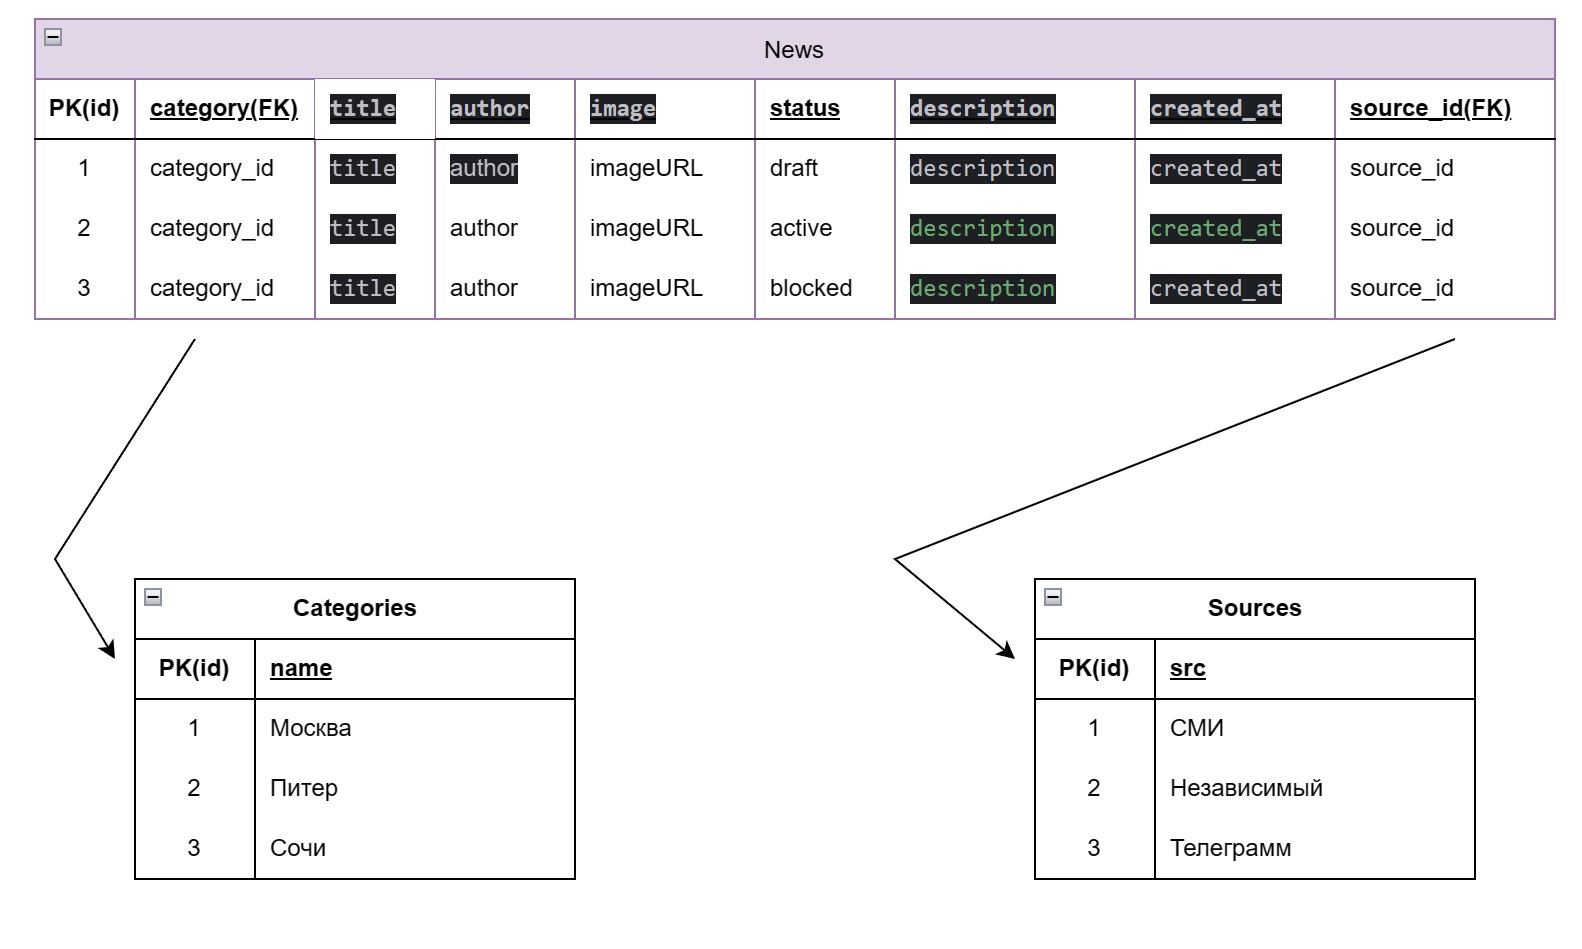 News
PK(id) category(FK) title author image status description created_at source_id(FK)
1 category_id title author imageURL draft description created_at source_id
2 category_id title author imageURL active description created_at source_id
3 category_id title author imageURL blocked description created_at source_id
Categories
PK(id) name
1 Москва
2 Питер
3 Сочи
Sources
PK(id) src
1 СМИ
2 Независимый
3 Телеграмм